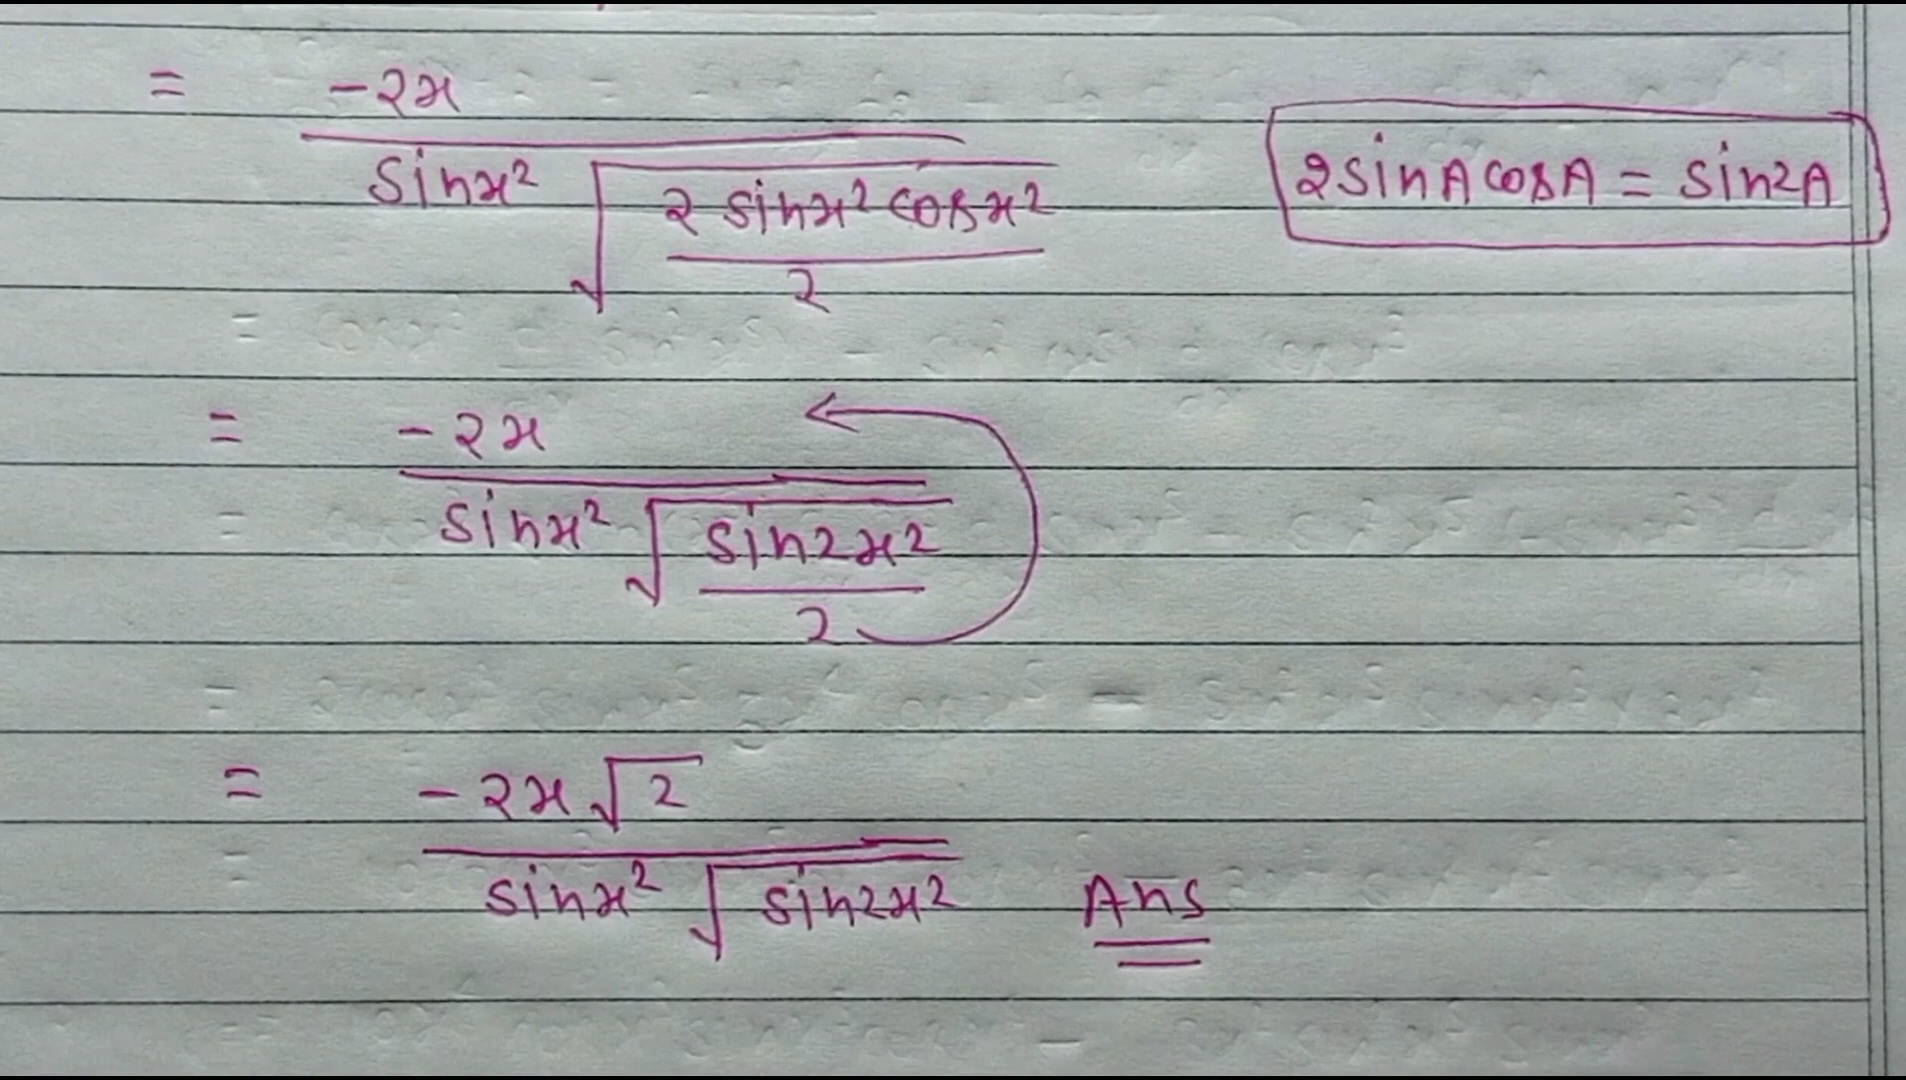 = -2x / sinx² √(2 sinx² cosx² / 2)
2sinA cosA = sin2A
= -2x / sinx² √(sin2x² / 2)
= -2x√2 / sinx² √sin2x² Ans